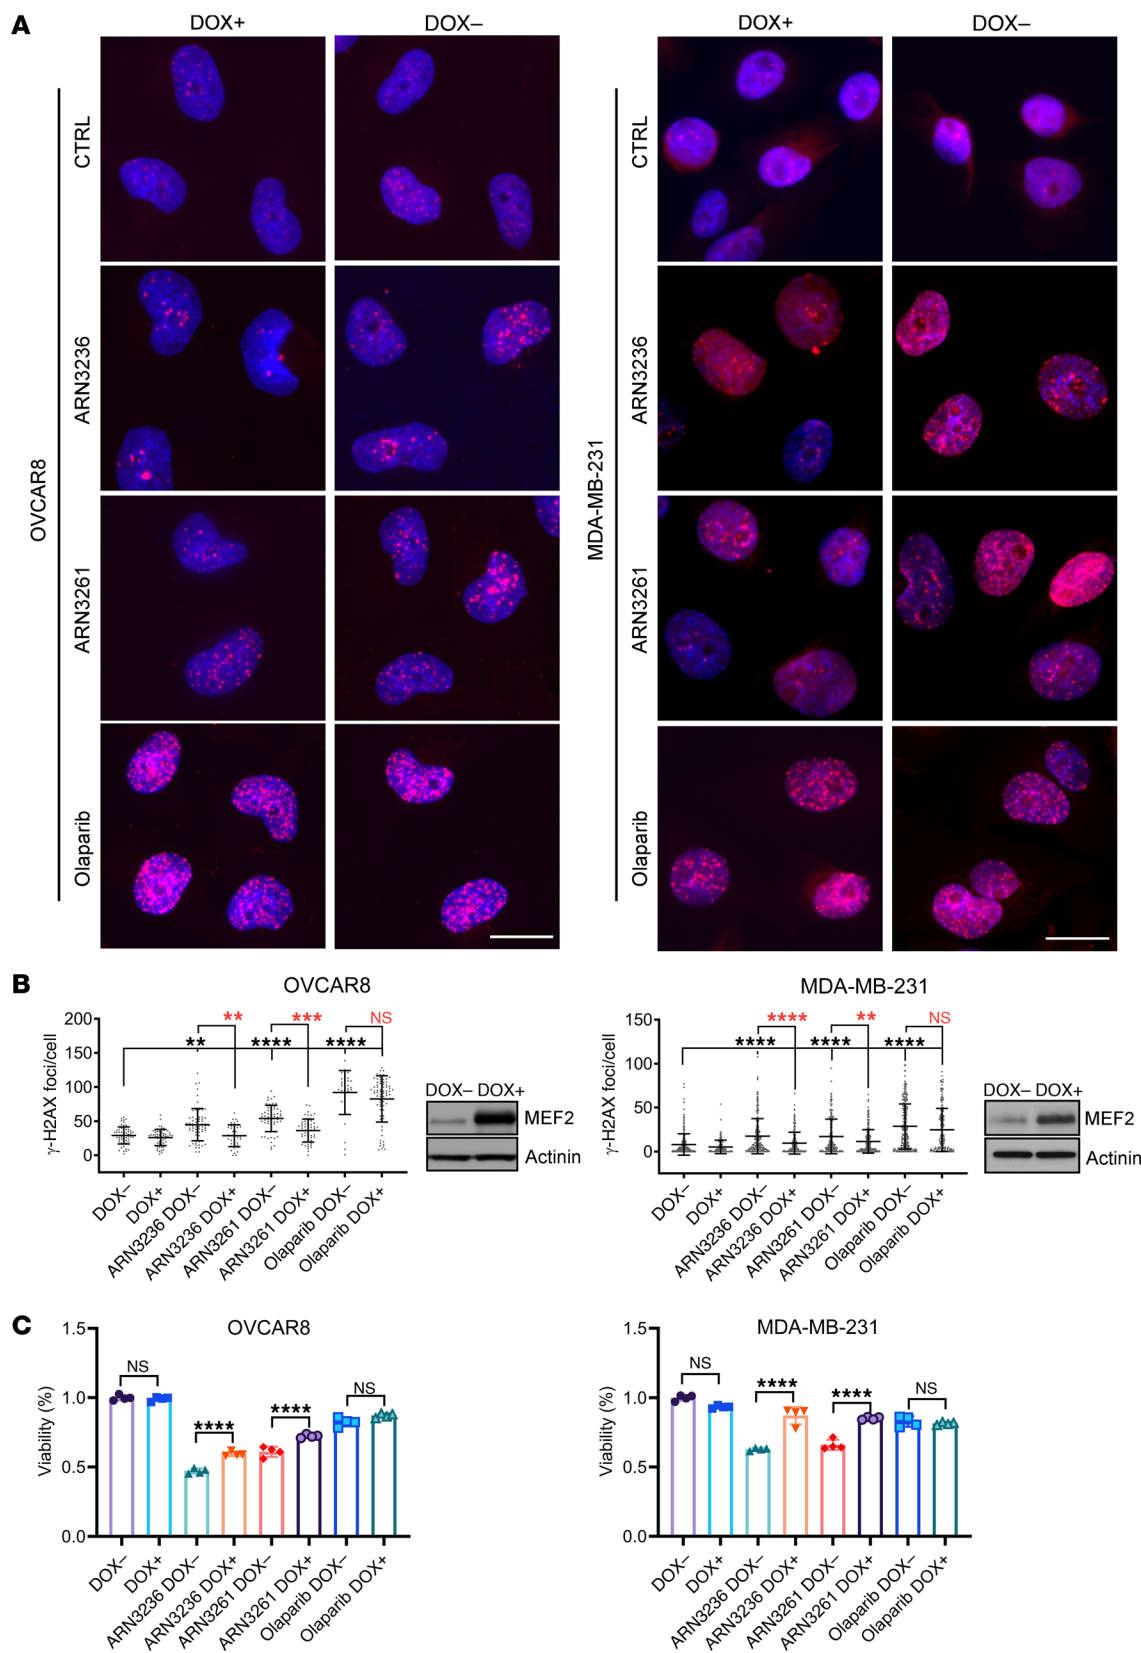 A
DOX+ DOX– DOX+ DOX–
OVCAR8
CTRL
ARN3236
ARN3261
Olaparib
MDA-MB-231
CTRL
ARN3236
ARN3261
Olaparib
B
OVCAR8
γ-H2AX foci/cell
200
150
100
50
0
** *** NS
** **** ****
DOX–
DOX+
ARN3236 DOX–
ARN3236 DOX+
ARN3261 DOX–
ARN3261 DOX+
Olaparib DOX–
Olaparib DOX+
DOX– DOX+
MEF2
Actinin
MDA-MB-231
γ-H2AX foci/cell
150
100
50
0
**** ** NS
**** **** ****
DOX–
DOX+
ARN3236 DOX–
ARN3236 DOX+
ARN3261 DOX–
ARN3261 DOX+
Olaparib DOX–
Olaparib DOX+
DOX– DOX+
MEF2
Actinin
C
OVCAR8
Viability (%)
1.5
1.0
0.5
0.0
NS **** **** NS
DOX–
DOX+
ARN3236 DOX–
ARN3236 DOX+
ARN3261 DOX–
ARN3261 DOX+
Olaparib DOX–
Olaparib DOX+
MDA-MB-231
Viability (%)
1.5
1.0
0.5
0.0
NS **** **** NS
DOX–
DOX+
ARN3236 DOX–
ARN3236 DOX+
ARN3261 DOX–
ARN3261 DOX+
Olaparib DOX–
Olaparib DOX+